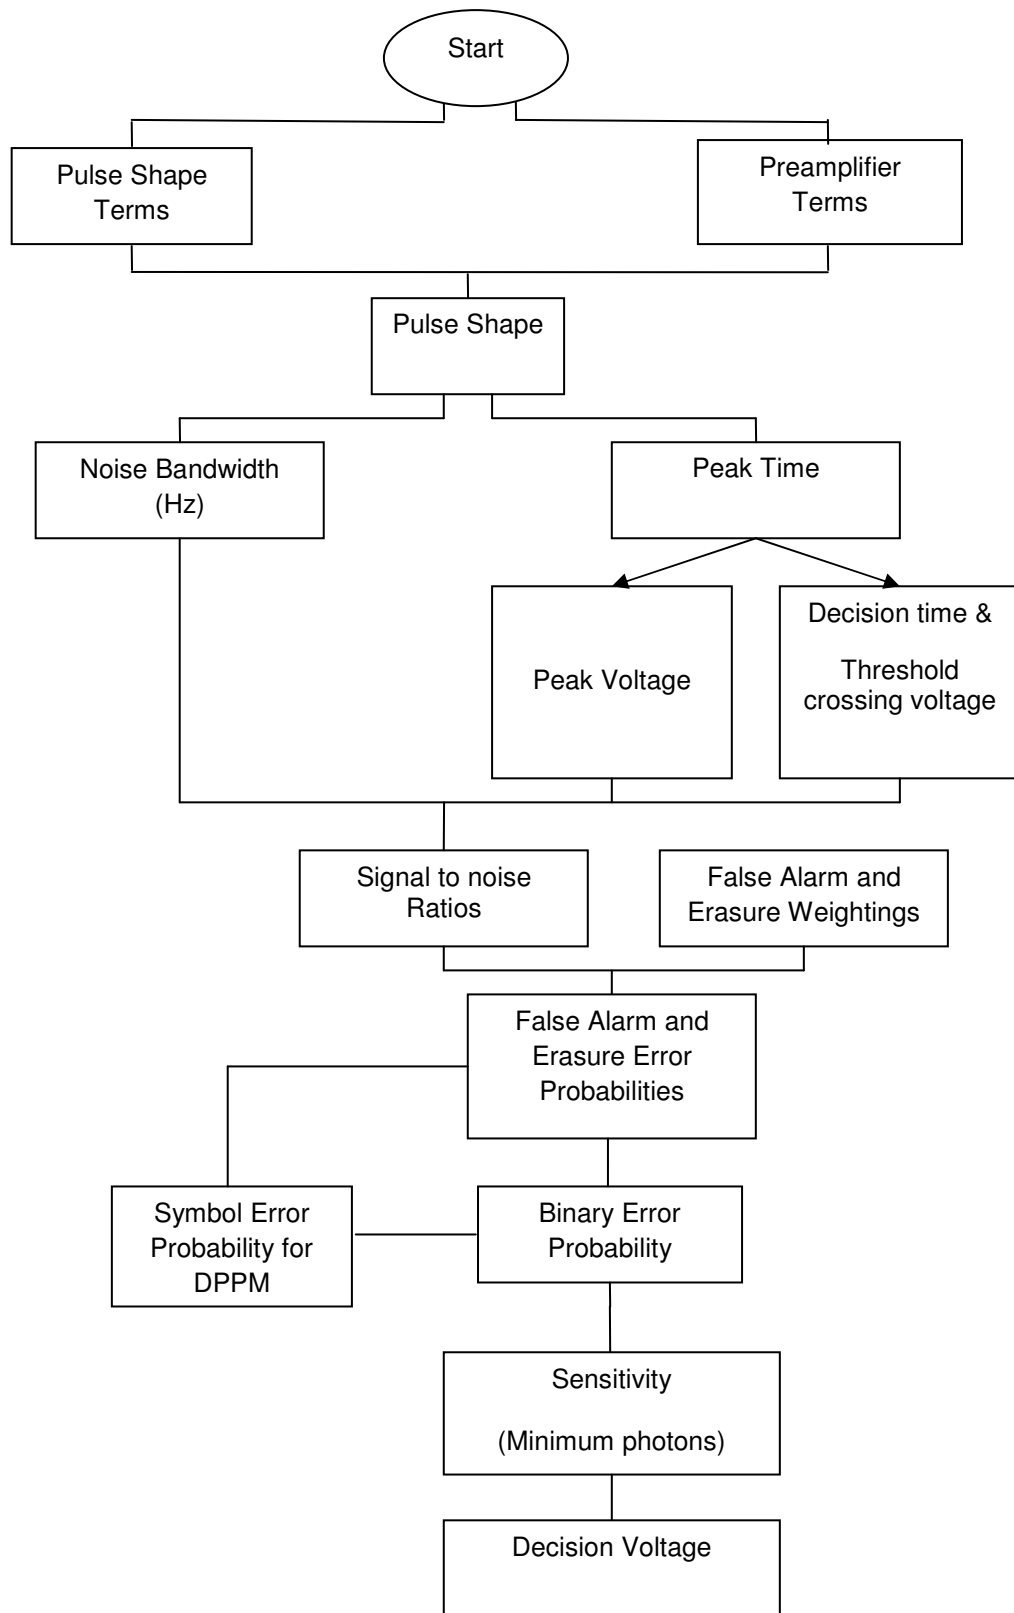 Start
Pulse Shape
Terms
Preamplifier
Terms
Pulse Shape
Noise Bandwidth
(Hz)
Peak Time
Peak Voltage
Decision time &
Threshold
crossing voltage
Signal to noise
Ratios
False Alarm and
Erasure Weightings
False Alarm and
Erasure Error
Probabilities
Symbol Error
Probability for
DPPM
Binary Error
Probability
Sensitivity
(Minimum photons)
Decision Voltage